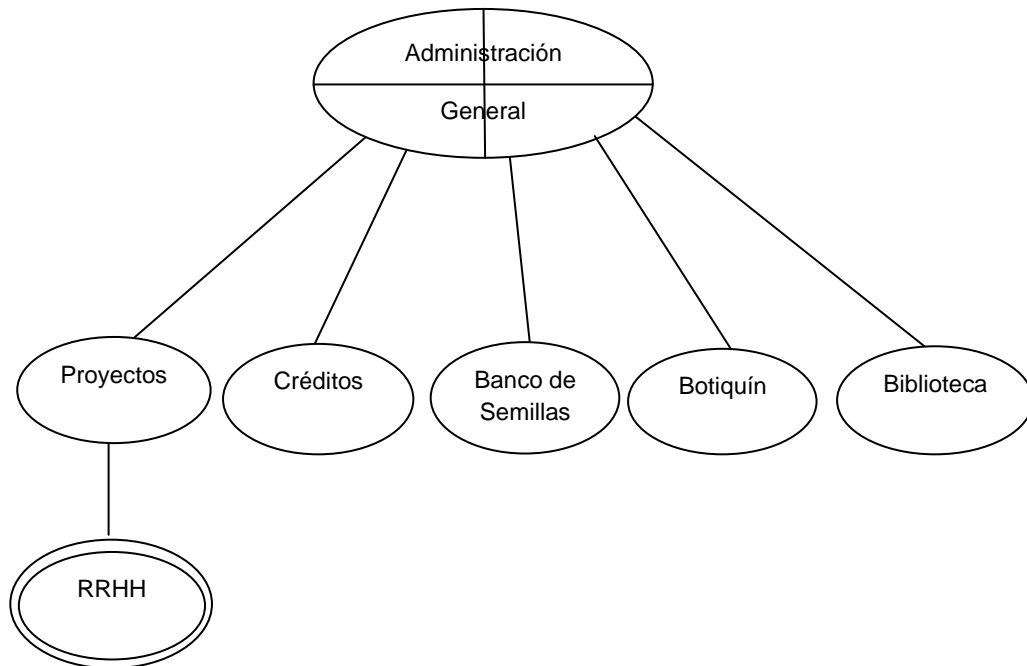 Administración
General
Proyectos
Créditos
Banco de
Semillas
Botiquín
Biblioteca
RRHH